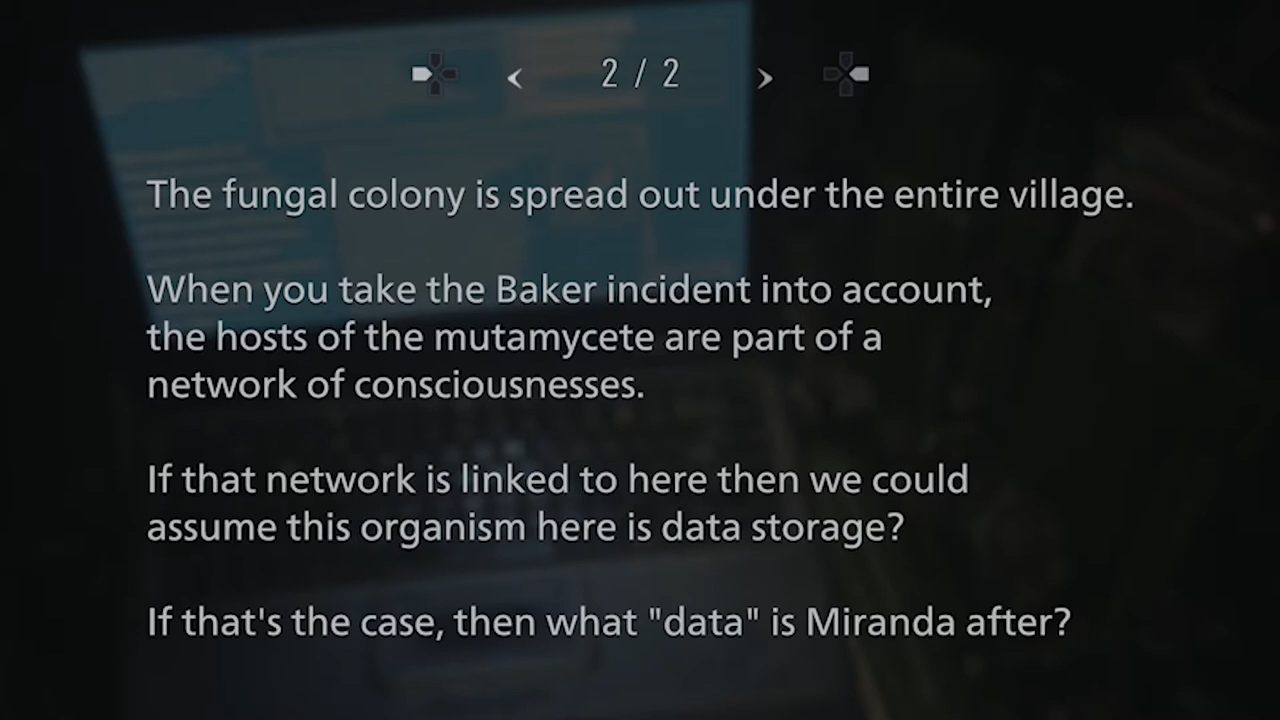 < 2 / 2 >
The fungal colony is spread out under the entire village.
When you take the Baker incident into account,
the hosts of the mutamycete are part of a
network of consciousnesses.
If that network is linked to here then we could
assume this organism here is data storage?
If that's the case, then what "data" is Miranda after?